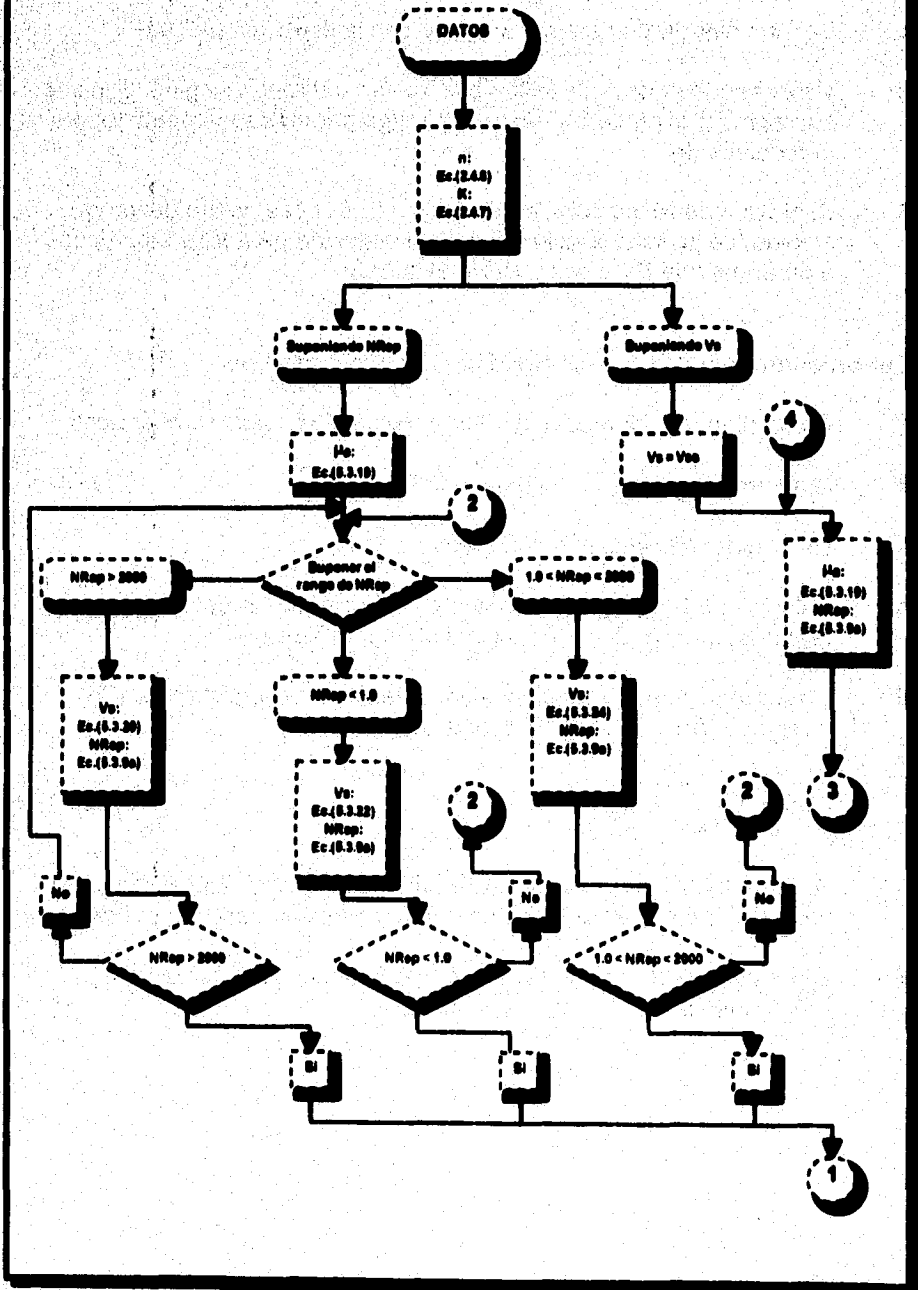 DATOS
n:
Ec.(2.4.6)
K:
Ec.(2.4.7)
Suponiendo NRep
Suponiendo Vs
µa:
Ec.(5.3.19)
Vs = Vso
4
2
NRep > 2000
Suponer el
rango de NRep
1.0 < NRep < 2000
µa:
Ec.(5.3.19)
NRep:
Ec.(5.3.9a)
NRep < 1.0
Vs:
Ec.(5.3.20)
NRep:
Ec.(5.3.9a)
Vs:
Ec.(5.3.22)
NRep:
Ec.(5.3.9a)
Vs:
Ec.(5.3.24)
NRep:
Ec.(5.3.9a)
2
2
3
No
No
No
NRep > 2000
NRep < 1.0
1.0 < NRep < 2000
Si
Si
Si
1